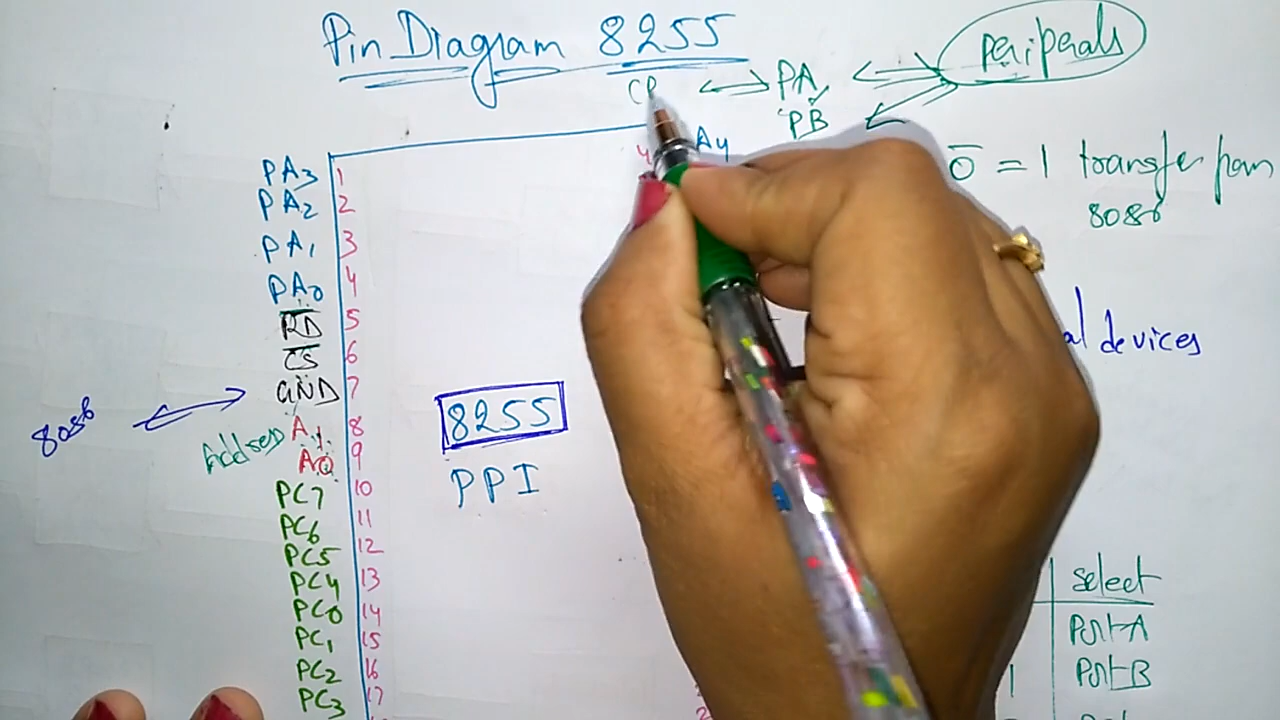 Pin Diagram 8255
peripherals
PA
PB
A4
PA3 1
PA2 2
PA1 3
PA0 4
RD 5
CS 6
GND 7
8086
Address A1 8
A0 9
PC7 10
PC6 11
PC5 12
PC4 13
PC0 14
PC1 15
PC2 16
PC3 17
8255
PPI
= 1 transfer from
8086
devices
select
Port A
1 Port B